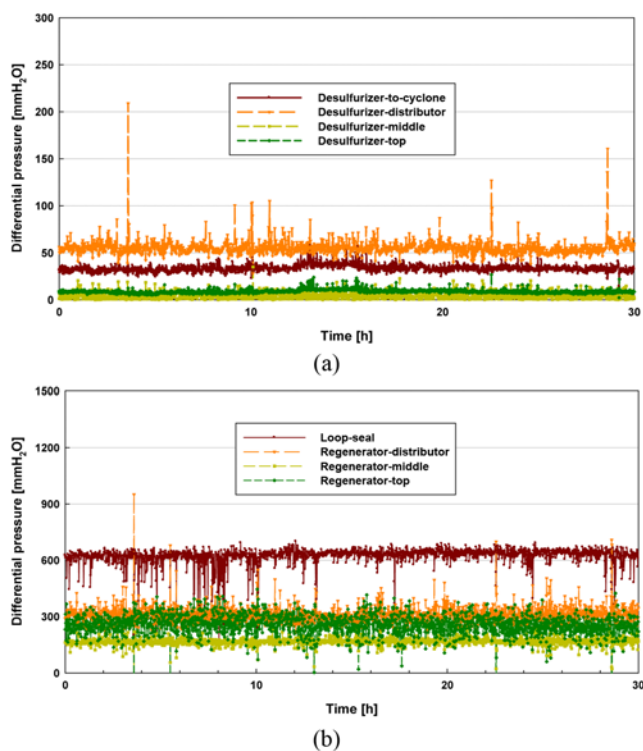 300
250
200
150
100
50
0
Differential pressure [mmH₂O]
Desulfurizer-to-cyclone
Desulfurizer-distributor
Desulfurizer-middle
Desulfurizer-top
0 10 20 30
Time [h]
(a)
1500
1200
900
600
300
0
Differential pressure [mmH₂O]
Loop-seal
Regenerator-distributor
Regenerator-middle
Regenerator-top
0 10 20 30
Time [h]
(b)